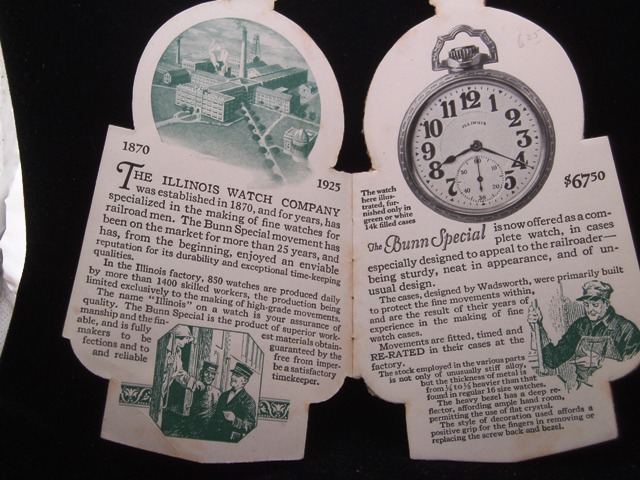 1870
1925
THE ILLINOIS WATCH COMPANY
was established in 1870, and for years, has
specialized in the making of fine watches for
railroad men. The Bunn Special movement has
been on the market for more than 25 years, and
has, from the beginning, enjoyed an enviable
reputation for its durability and exceptional time-keeping
qualities.
In the Illinois factory, 850 watches are produced daily
by more than 1400 skilled workers, the production being
limited exclusively to the making of high-grade movements.
The name "Illinois" on a watch is your assurance of
quality. The Bunn Special is the product of superior work-
manship and the fin- est materials obtain-
able, and is fully guaranteed by the
makers to be free from imper-
fections and to be a satisfactory
and reliable timekeeper.
625
12 1 2 3 4 5 7 8 9 10 11
ILLINOIS
60
The watch
here illus-
trated, fur-
nished only in
green or white
14k filled cases
$67.50
The Bunn Special is now offered as a com-
plete watch, in cases
especially designed to appeal to the railroader—
being sturdy, neat in appearance, and of un-
usual design.
The cases, designed by Wadsworth, were primarily built
to protect the fine movements within,
and are the result of their years of
experience in the making of fine
watch cases.
Movements are fitted, timed and
RE-RATED in their cases at the
factory.
The stock employed in the various parts
is not only of unusually stiff alloy,
but the thickness of metal is
from ¼ to ⅓ heavier than that
found in regular 16 size watches.
The heavy bezel has a deep re-
flector, affording ample hand room,
permitting the use of flat crystal.
The style of decoration used affords a
positive grip for the fingers in removing or
replacing the screw back and bezel.